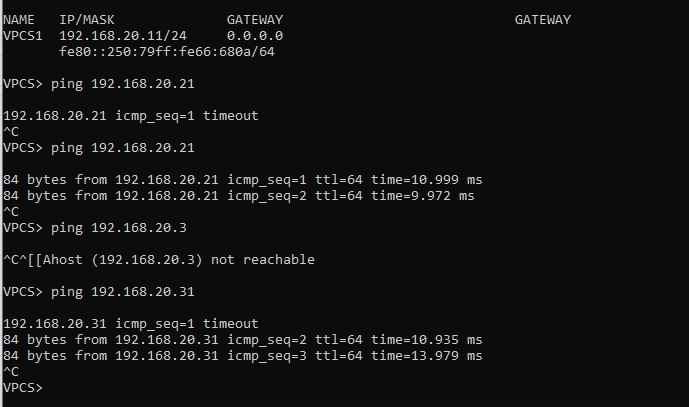 NAME   IP/MASK              GATEWAY                             GATEWAY
VPCS1  192.168.20.11/24     0.0.0.0
       fe80::250:79ff:fe66:680a/64
VPCS> ping 192.168.20.21
192.168.20.21 icmp_seq=1 timeout
^C
VPCS> ping 192.168.20.21
84 bytes from 192.168.20.21 icmp_seq=1 ttl=64 time=10.999 ms
84 bytes from 192.168.20.21 icmp_seq=2 ttl=64 time=9.972 ms
^C
VPCS> ping 192.168.20.3
^C^[[Ahost (192.168.20.3) not reachable
VPCS> ping 192.168.20.31
192.168.20.31 icmp_seq=1 timeout
84 bytes from 192.168.20.31 icmp_seq=2 ttl=64 time=10.935 ms
84 bytes from 192.168.20.31 icmp_seq=3 ttl=64 time=13.979 ms
^C
VPCS>